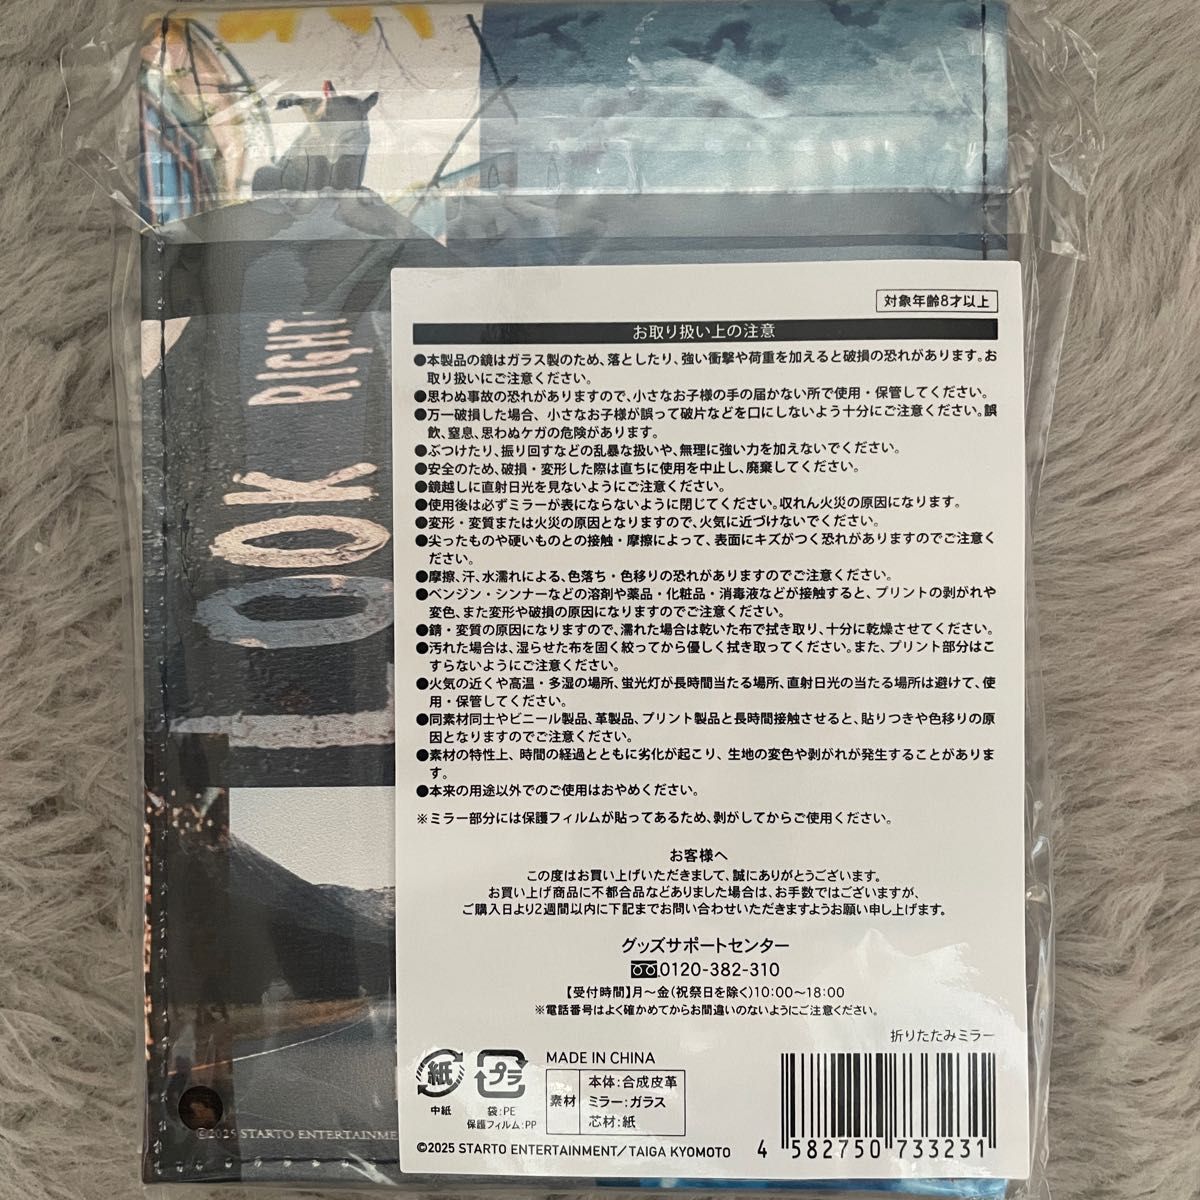 LOOK RIGHT
対象年齢8才以上
お取り扱い上の注意
●本製品の鏡はガラス製のため、落としたり、強い衝撃や荷重を加えると破損の恐れがあります。お
取り扱いにご注意ください。
●思わぬ事故の恐れがありますので、小さなお子様の手の届かない所で使用・保管してください。
●万一破損した場合、小さなお子様が誤って破片などを口にしないよう十分にご注意ください。誤
飲、窒息、思わぬケガの危険があります。
●ぶつけたり、振り回すなどの乱暴な扱いや、無理に強い力を加えないでください。
●安全のため、破損・変形した際は直ちに使用を中止し、廃棄してください。
●鏡越しに直射日光を見ないようにご注意ください。
●使用後は必ずミラーが表にならないように閉じてください。収れん火災の原因になります。
●変形・変質または火災の原因となりますので、火気に近づけないでください。
●尖ったものや硬いものとの接触・摩擦によって、表面にキズがつく恐れがありますのでご注意く
ださい。
●摩擦、汗、水濡れによる、色落ち・色移りの恐れがありますのでご注意ください。
●ベンジン・シンナーなどの溶剤や薬品・化粧品・消毒液などが接触すると、プリントの剥がれや
変色、また変形や破損の原因になりますのでご注意ください。
●錆・変質の原因になりますので、濡れた場合は乾いた布で拭き取り、十分に乾燥させてください。
●汚れた場合は、湿らせた布を固く絞ってから優しく拭き取ってください。また、プリント部分はこ
すらないようにご注意ください。
●火気の近くや高温・多湿の場所、蛍光灯が長時間当たる場所、直射日光の当たる場所は避けて、使
用・保管してください。
●同素材同士やビニール製品、革製品、プリント製品と長時間接触させると、貼りつきや色移りの原
因となりますのでご注意ください。
●素材の特性上、時間の経過とともに劣化が起こり、生地の変色や剥がれが発生することがありま
す。
●本来の用途以外でのご使用はおやめください。
※ミラー部分には保護フィルムが貼ってあるため、剥がしてからご使用ください。
お客様へ
この度はお買い上げいただきまして、誠にありがとうございます。
お買い上げ商品に不都合品などありました場合は、お手数ではございますが、
ご購入日より2週間以内に下記までお問い合わせいただきますようお願い申し上げます。
グッズサポートセンター
0120-382-310
【受付時間】月～金(祝祭日を除く)10:00～18:00
※電話番号はよく確かめてからお間違いのないようにご注意ください。
折りたたみミラー
紙
中紙
プラ
袋:PE
保護フィルム:PP
MADE IN CHINA
素材
本体:合成皮革
ミラー:ガラス
芯材:紙
©2025 STARTO ENTERTAINMENT/TAIGA KYOMOTO
4 582750 733231
©2025 STARTO ENTERTAINME